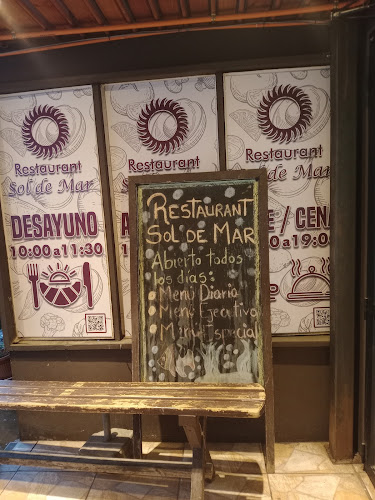 Restaurant
Sol de Mar
DESAYUNO
10:00 a 11:30
Restaurant
Restaurant
Sol de Mar
E / CENA
a 19:0
RESTAURANT
SOL DE MAR
Abierto todos
los días:
Menú Diario
Menú Ejecutivo
Menú Especial